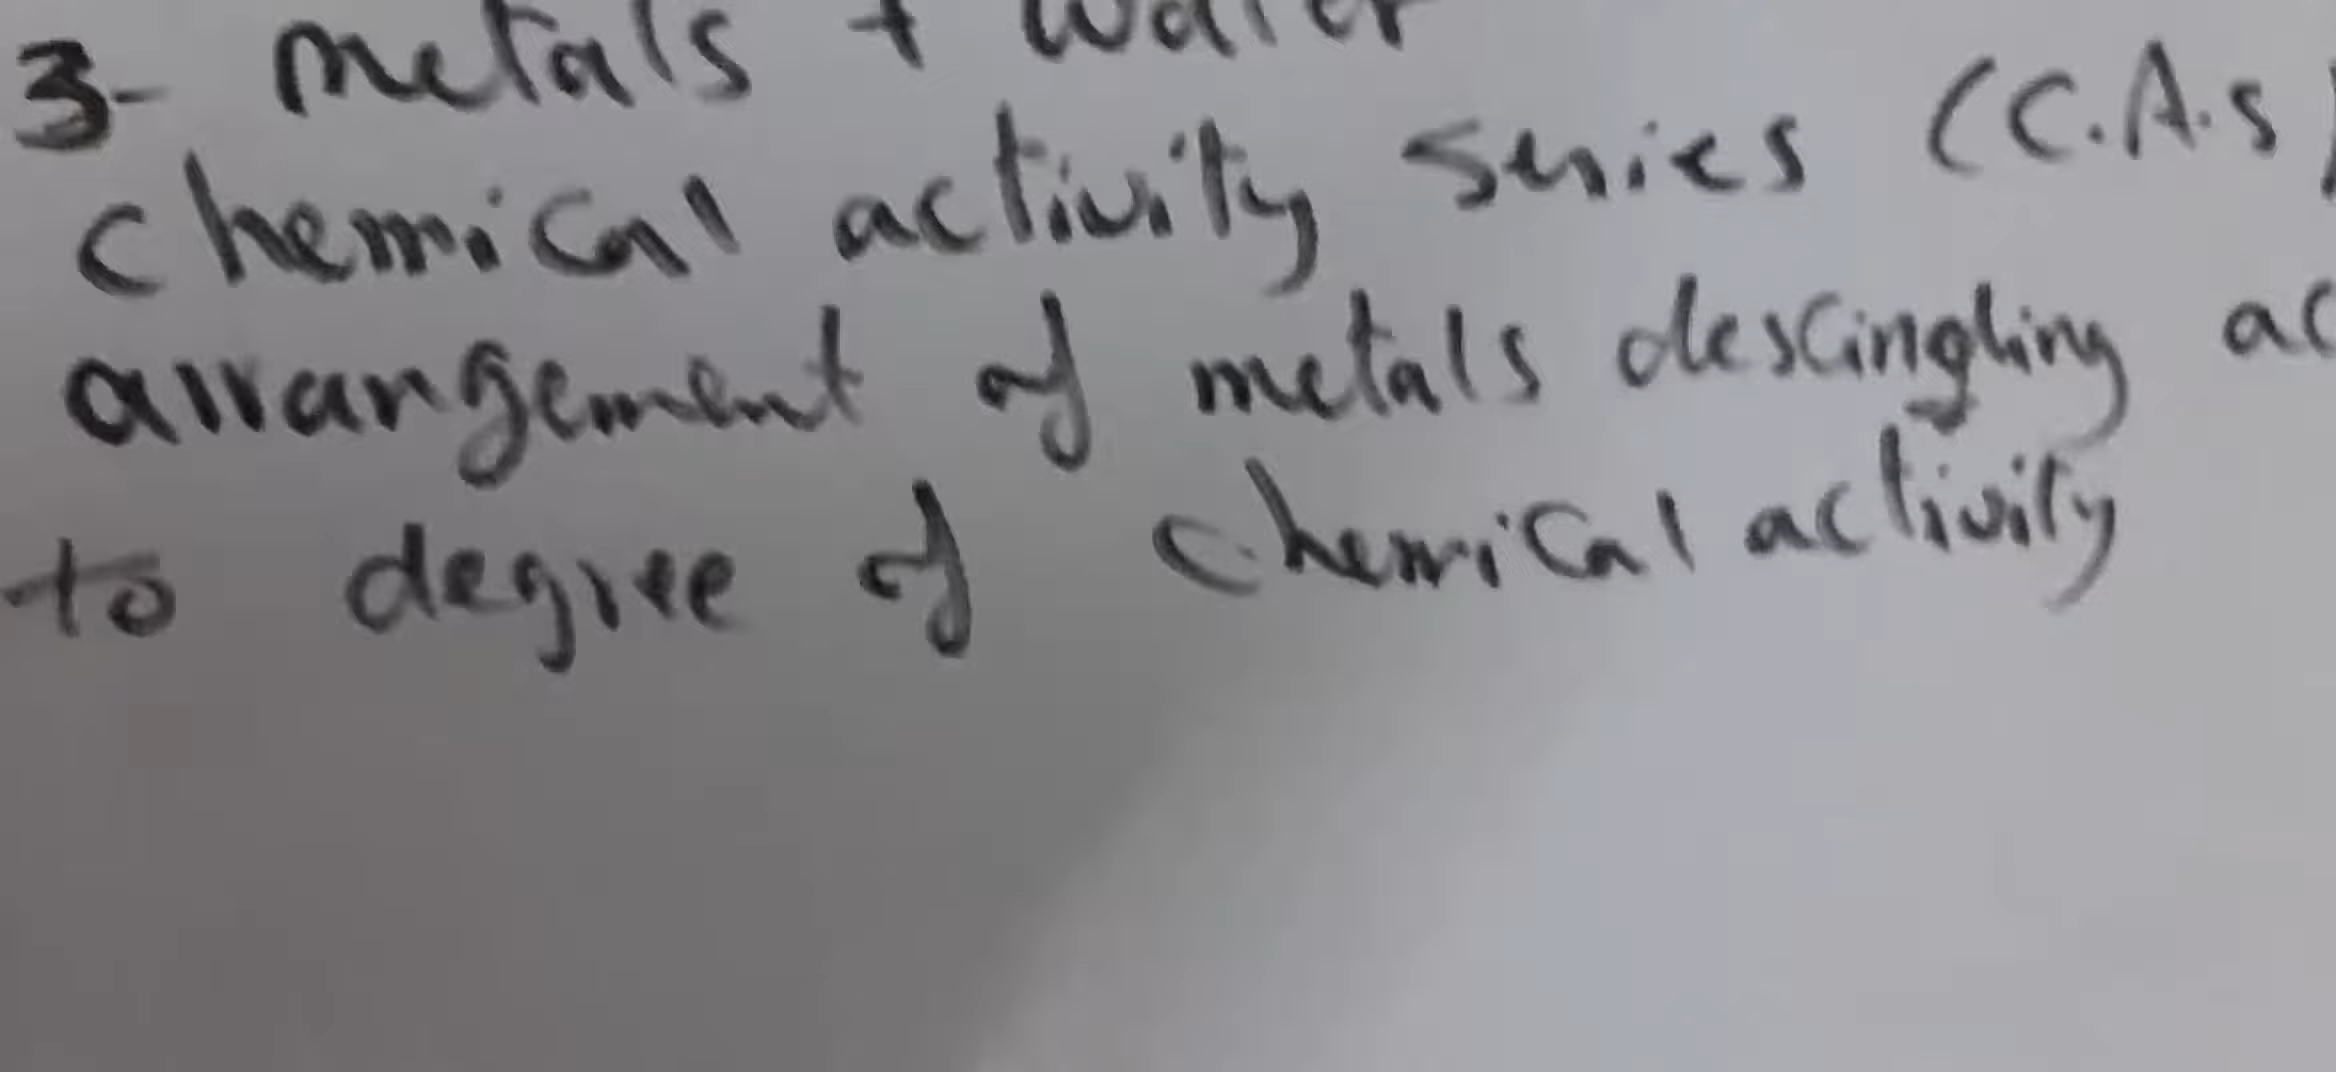 3- metals + water
chemical activity series (C.A.s)
arrangement of metals descingling ac
to degree of chemical activity